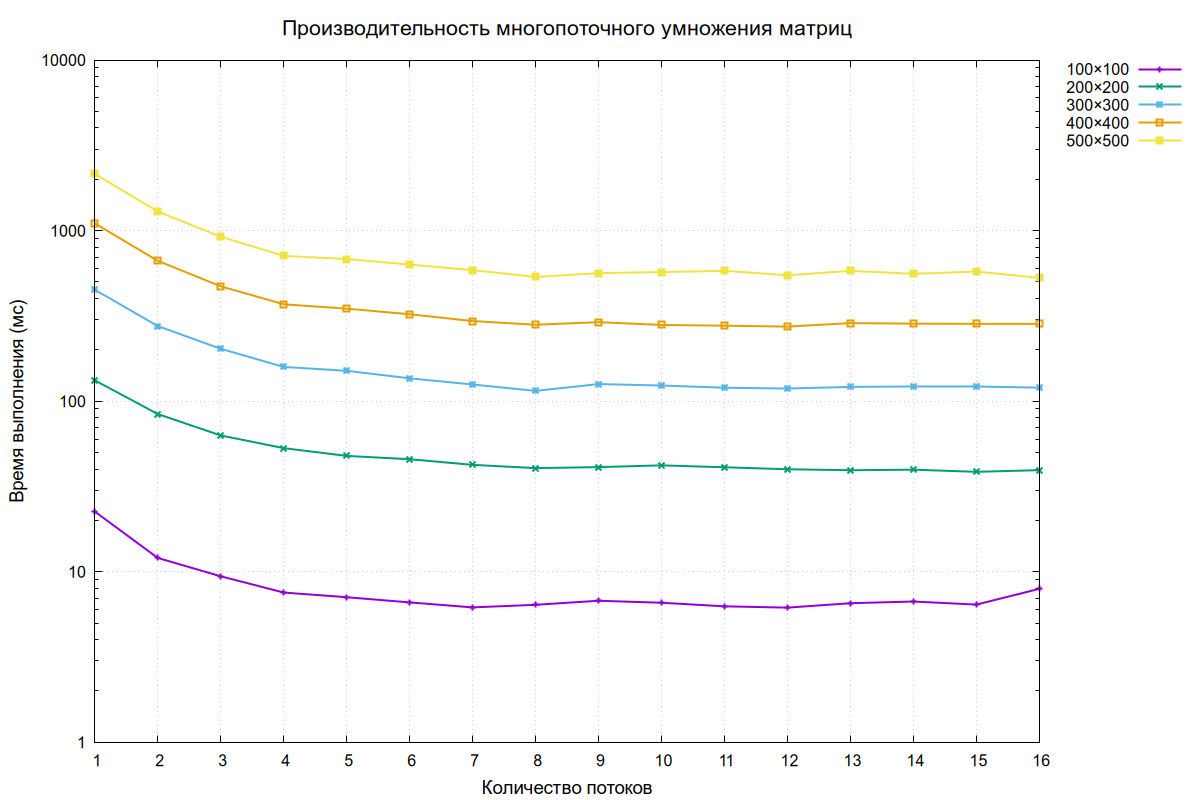 Производительность многопоточного умножения матриц
100×100
200×200
300×300
400×400
500×500
Время выполнения (мс)
10000
1000
100
10
1
1 2 3 4 5 6 7 8 9 10 11 12 13 14 15 16
Количество потоков